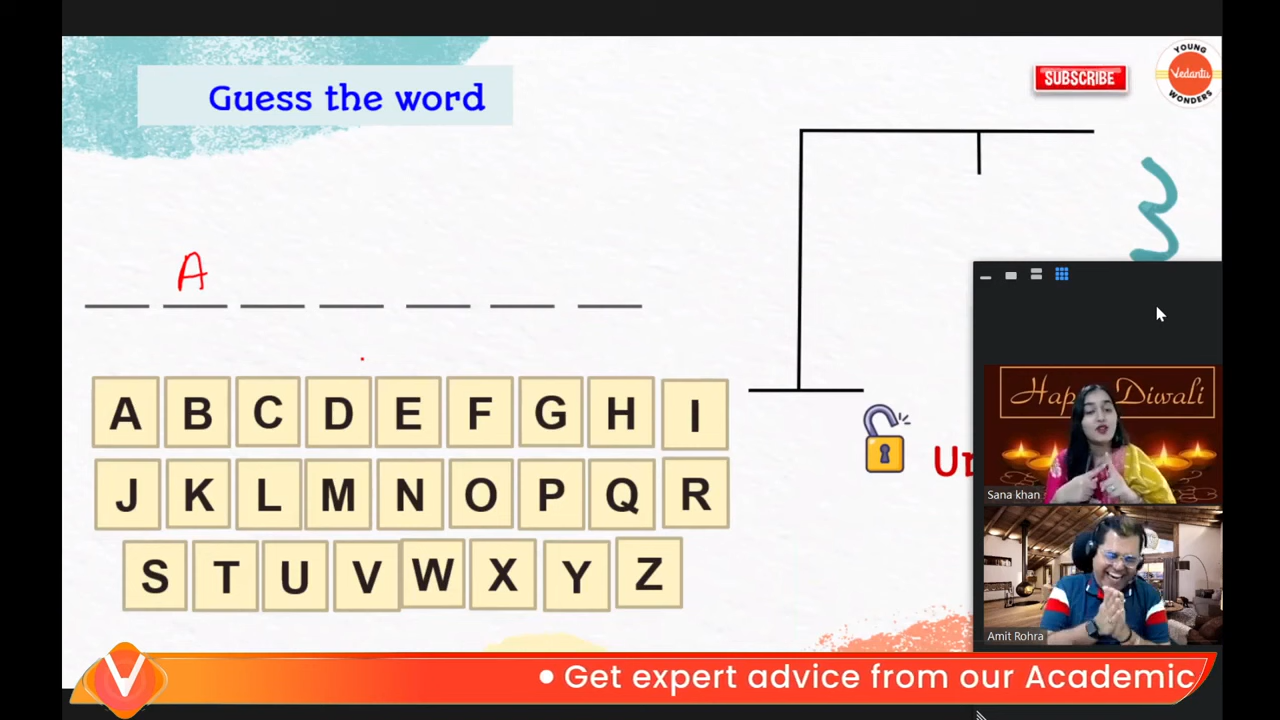 Guess the word
SUBSCRIBE
YOUNG
Vedantu
WONDERS
A
A B C D E F G H I
J K L M N O P Q R
S T U V W X Y Z
Happy Diwali
Sana khan
Amit Rohra
V
• Get expert advice from our Academic